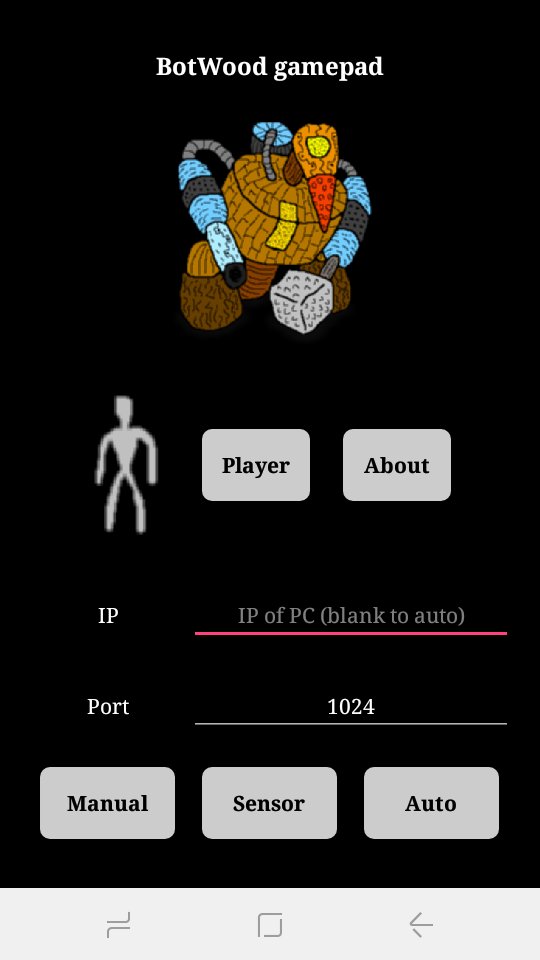 BotWood gamepad
Player
About
IP
IP of PC (blank to auto)
Port
1024
Manual
Sensor
Auto